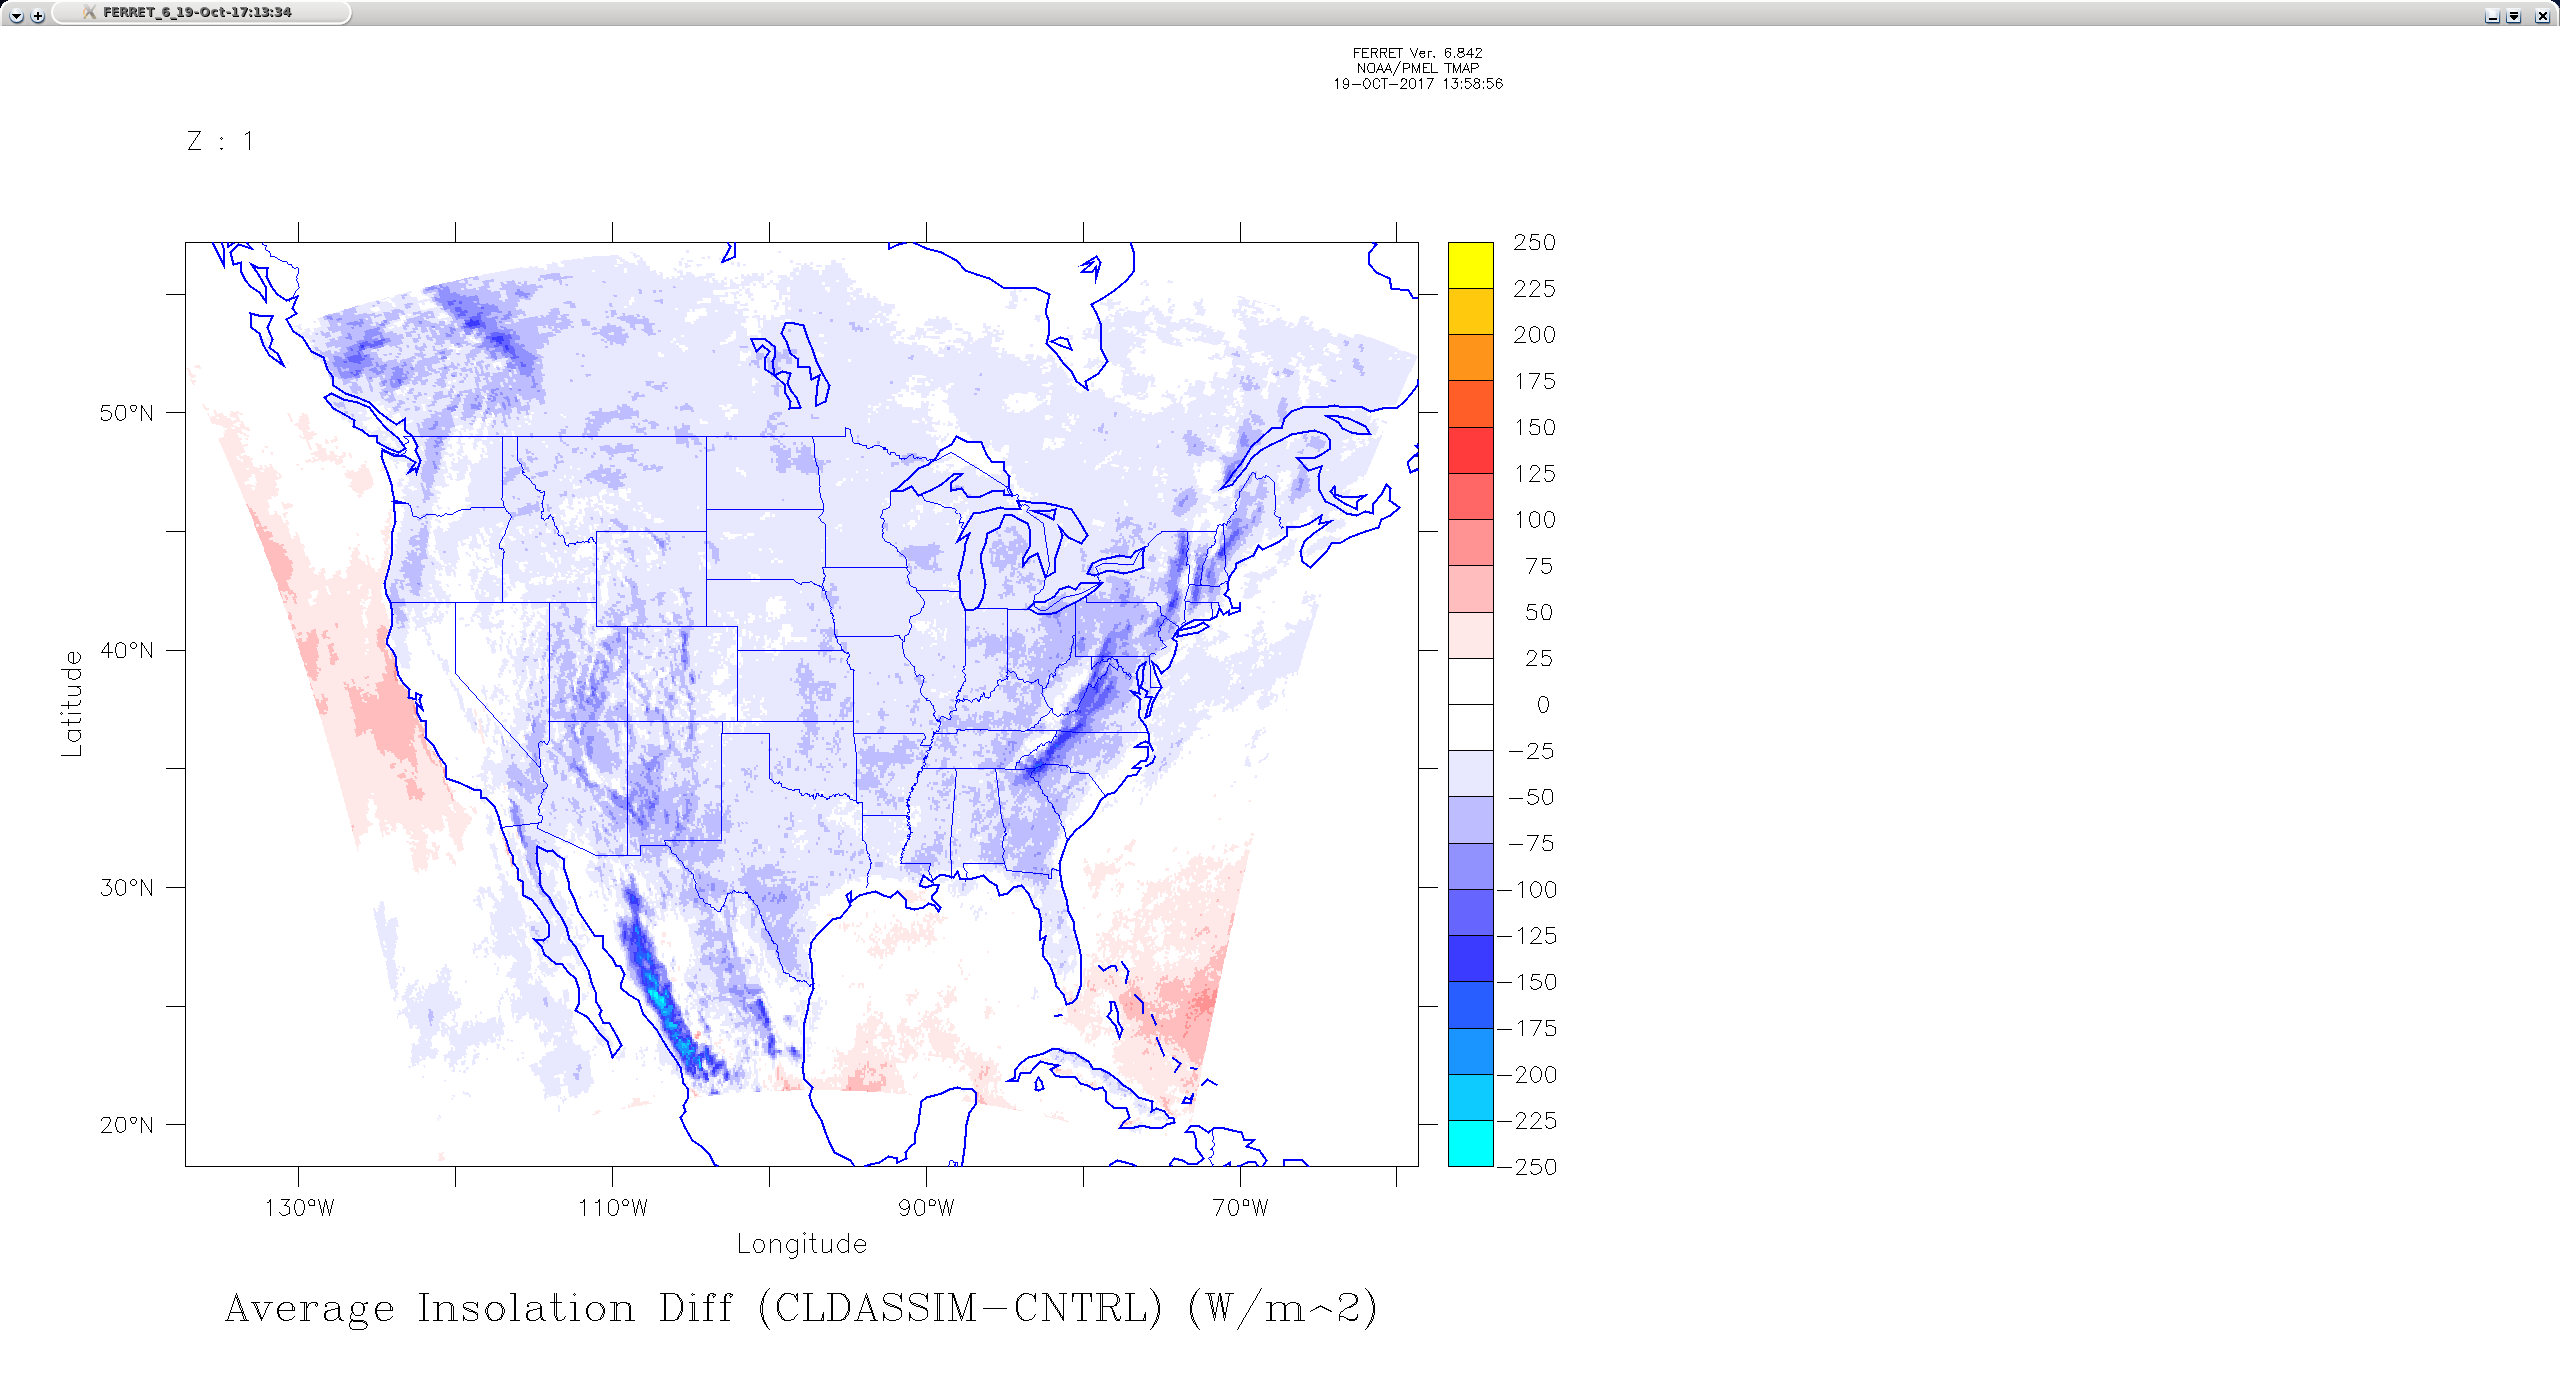 FERRET_6_19-Oct-17:13:34
FERRET Ver. 6.842
NOAA/PMEL TMAP
19-OCT-2017 13:58:56
Z : 1
250
225
200
175
150
125
100
75
50
25
0
-25
-50
-75
-100
-125
-150
-175
-200
-225
-250
50°N
40°N
30°N
20°N
Latitude
130°W 110°W 90°W 70°W
Longitude
Average Insolation Diff (CLDASSIM-CNTRL) (W/m^2)